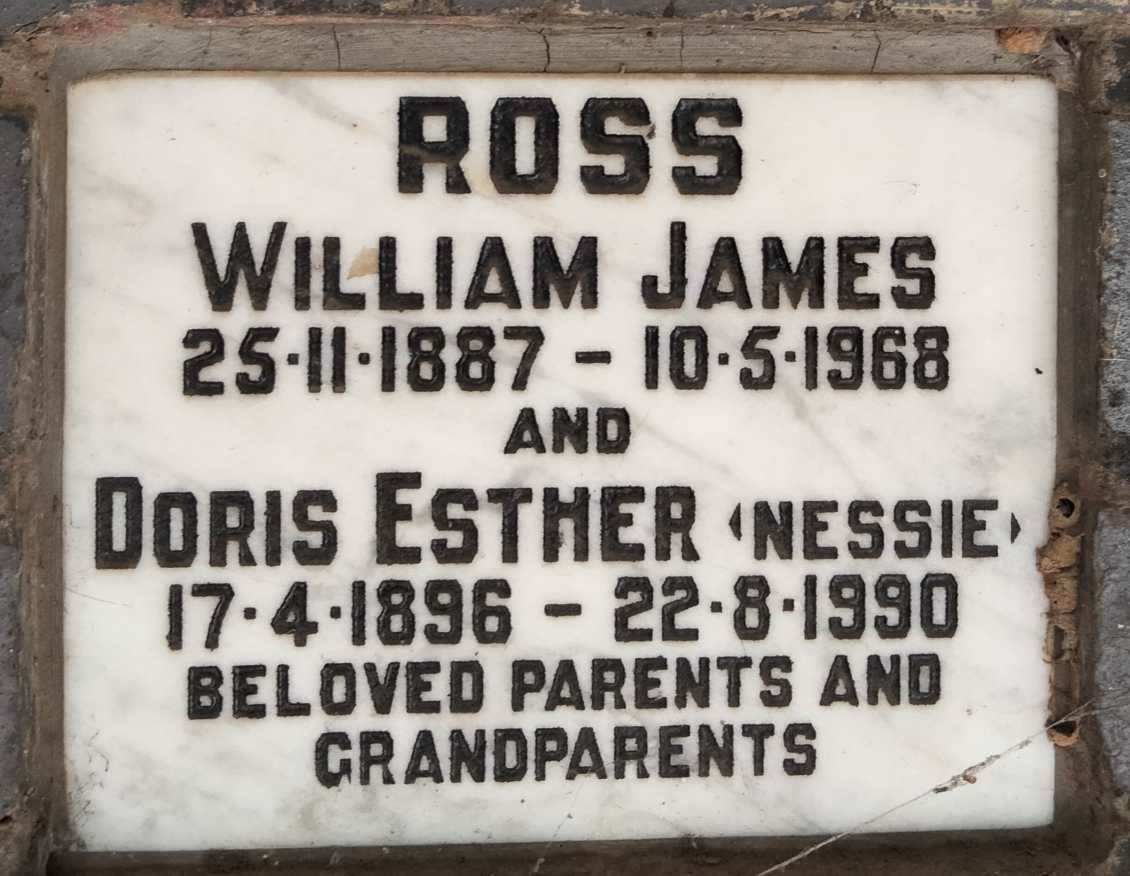 ROSS
WILLIAM JAMES
25·11·1887 – 10·5·1968
AND
DORIS ESTHER (NESSIE)
17·4·1896 – 22·8·1990
BELOVED PARENTS AND
GRANDPARENTS